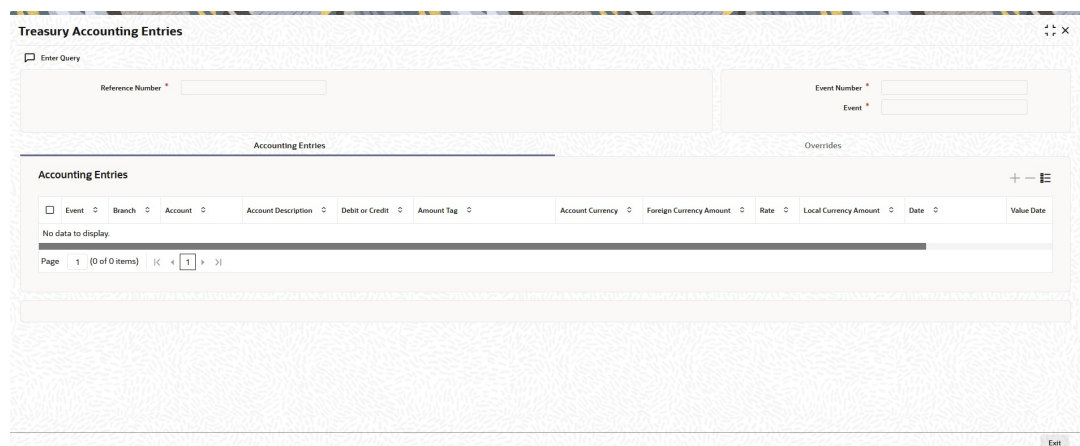 Treasury Accounting Entries
Enter Query
Reference Number *
Event Number *
Event *
Accounting Entries
Overrides
Accounting Entries
Event Branch Account Account Description Debit or Credit Amount Tag Account Currency Foreign Currency Amount Rate Local Currency Amount Date Value Date
No data to display.
Page 1 (0 of 0 items) 1
Exit